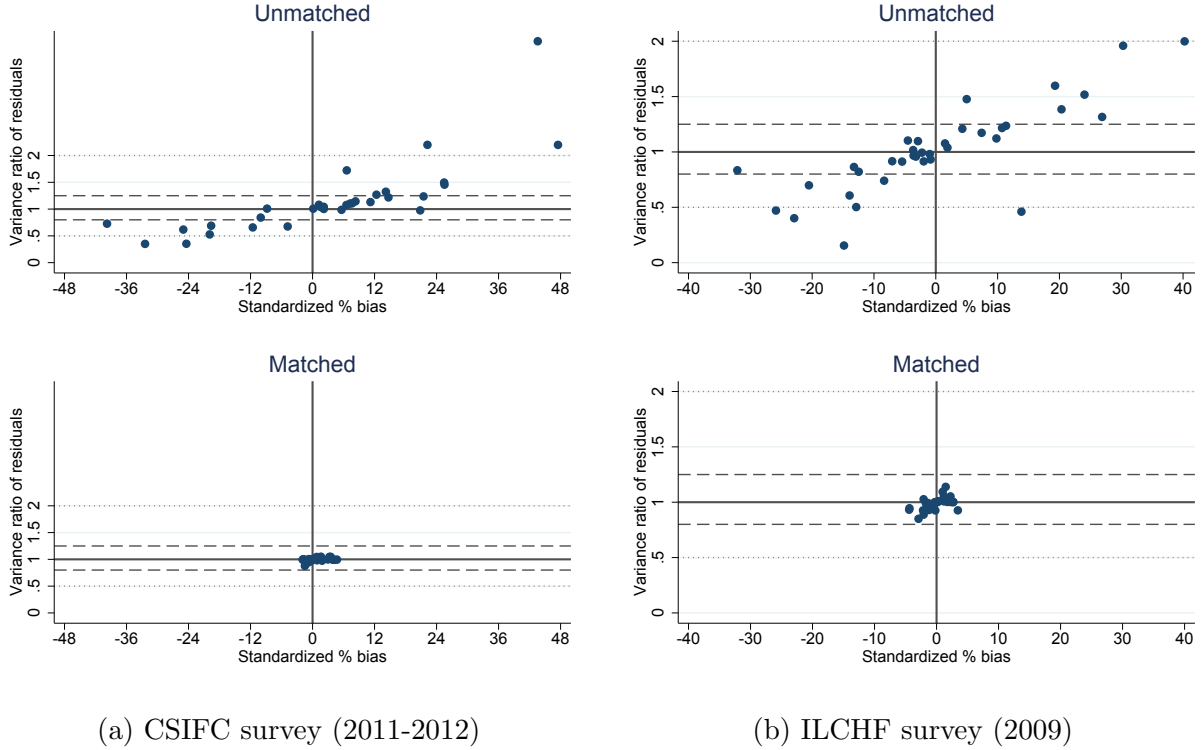 Unmatched
Variance ratio of residuals
2
1.5
1
.5
0
-48 -36 -24 -12 0 12 24 36 48
Standardized % bias
Unmatched
Variance ratio of residuals
2
1.5
1
.5
0
-40 -30 -20 -10 0 10 20 30 40
Standardized % bias
Matched
Variance ratio of residuals
2
1.5
1
.5
0
-48 -36 -24 -12 0 12 24 36 48
Standardized % bias
Matched
Variance ratio of residuals
2
1.5
1
.5
0
-40 -30 -20 -10 0 10 20 30 40
Standardized % bias
(a) CSIFC survey (2011-2012)
(b) ILCHF survey (2009)